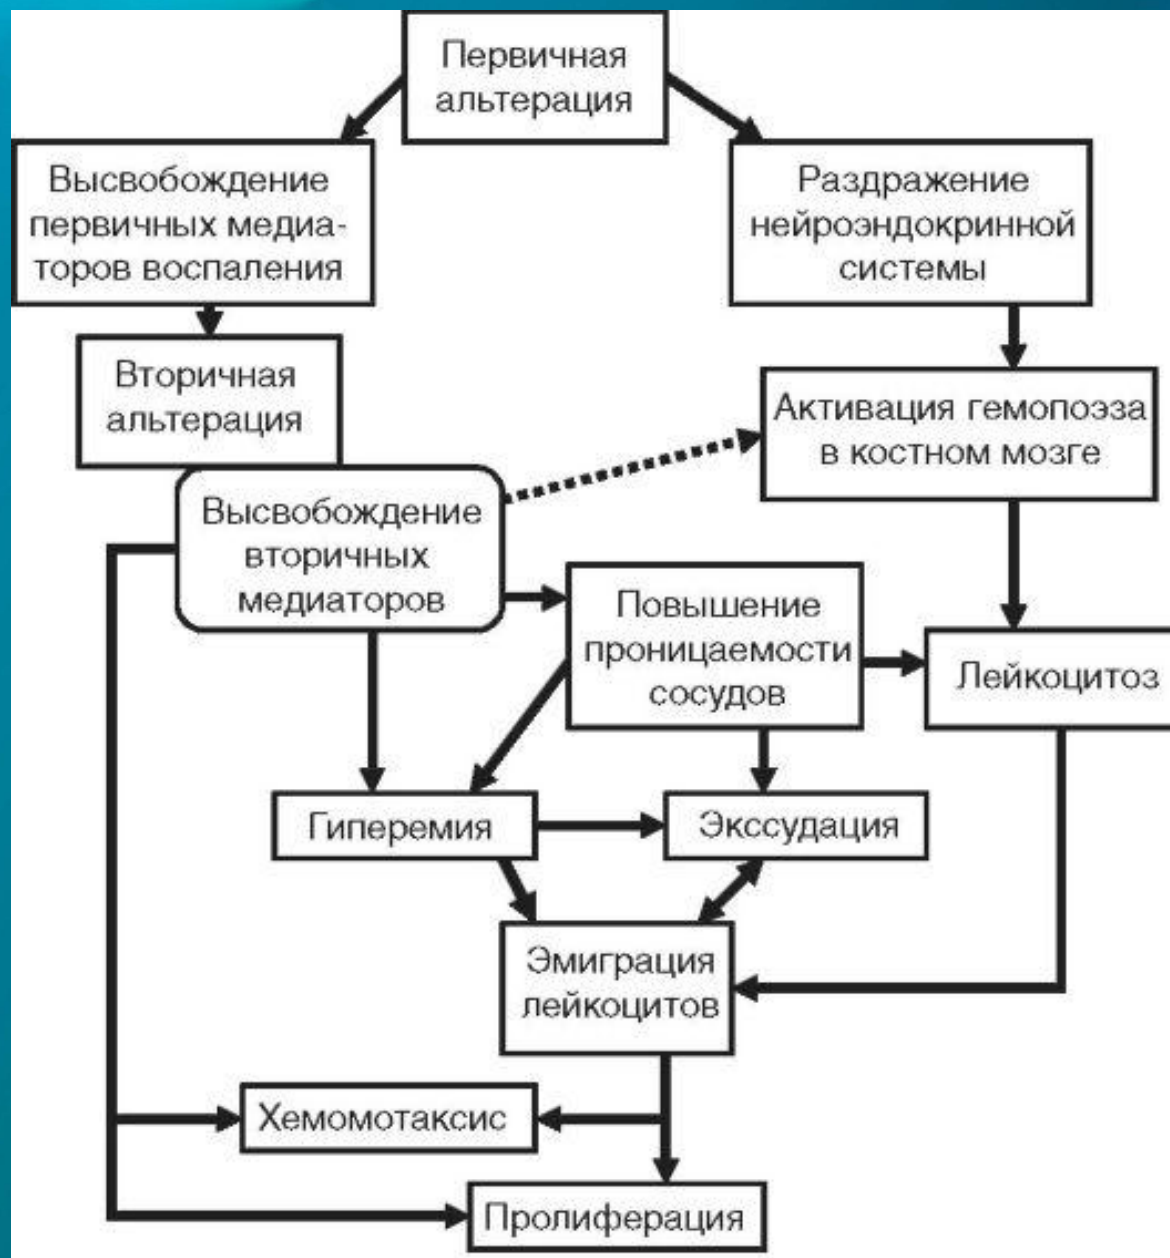 Первичная
альтерация
Высвобождение
первичных медиа-
торов воспаления
Раздражение
нейроэндокринной
системы
Вторичная
альтерация
Активация гемопоэза
в костном мозге
Высвобождение
вторичных
медиаторов
Повышение
проницаемости
сосудов
Лейкоцитоз
Гиперемия
Экссудация
Эмиграция
лейкоцитов
Хемомотаксис
Пролиферация